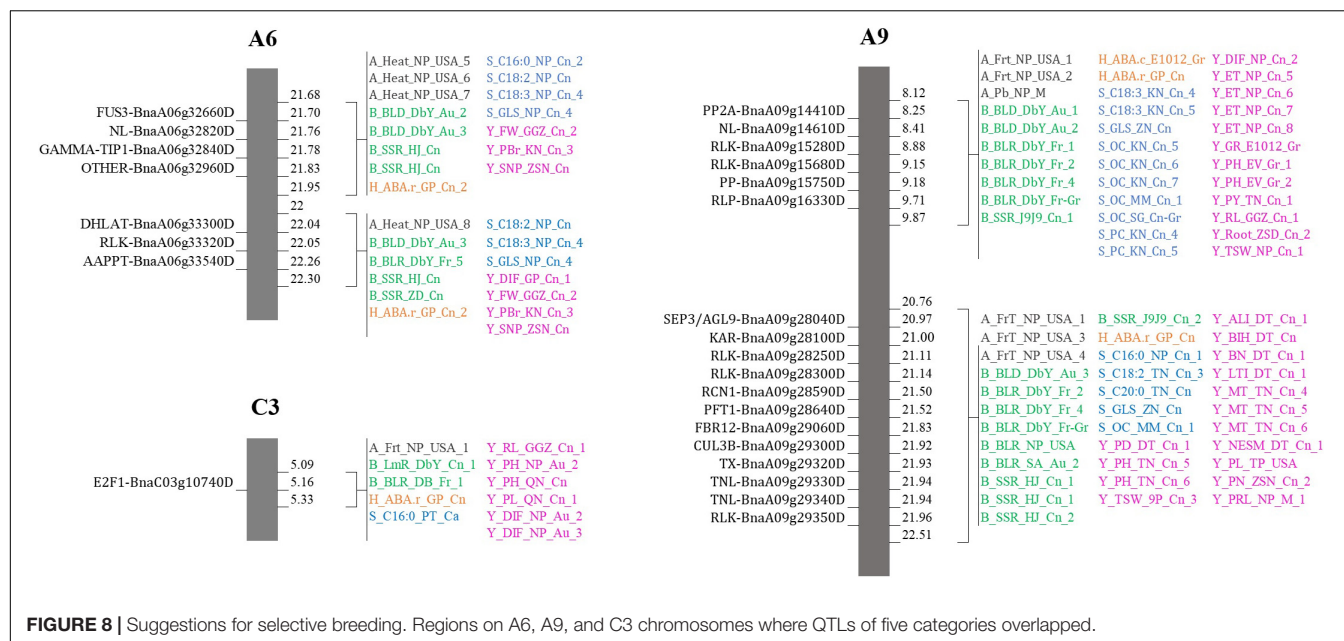 A6
FUS3-BnaA06g32660D
NL-BnaA06g32820D
GAMMA-TIP1-BnaA06g32840D
OTHER-BnaA06g32960D
DHLAT-BnaA06g33300D
RLK-BnaA06g33320D
AAPPT-BnaA06g33540D
21.68
21.70
21.76
21.78
21.83
21.95
22
22.04
22.05
22.26
22.30
A_Heat_NP_USA_5 S_C16:0_NP_Cn_2
A_Heat_NP_USA_6 S_C18:2_NP_Cn
A_Heat_NP_USA_7 S_C18:3_NP_Cn_4
B_BLD_DbY_Au_2 S_GLS_NP_Cn_4
B_BLD_DbY_Au_3 Y_FW_GGZ_Cn_2
B_SSR_HJ_Cn Y_PBr_KN_Cn_3
B_SSR_HJ_Cn Y_SNP_ZSN_Cn
H_ABA.r_GP_Cn_2
A_Heat_NP_USA_8 S_C18:2_NP_Cn
B_BLD_DbY_Au_3 S_C18:3_NP_Cn_4
B_BLR_DbY_Fr_5 S_GLS_NP_Cn_4
B_SSR_HJ_Cn Y_DIF_GP_Cn_1
B_SSR_ZD_Cn Y_FW_GGZ_Cn_2
H_ABA.r_GP_Cn_2 Y_PBr_KN_Cn_3
Y_SNP_ZSN_Cn
C3
E2F1-BnaC03g10740D
5.09
5.16
5.33
A_Frt_NP_USA_1 Y_RL_GGZ_Cn_1
B_LmR_DbY_Cn_1 Y_PH_NP_Au_2
B_BLR_DB_Fr_1 Y_PH_QN_Cn
H_ABA.r_GP_Cn Y_PL_QN_Cn_1
S_C16:0_PT_Ca Y_DIF_NP_Au_2
Y_DIF_NP_Au_3
A9
PP2A-BnaA09g14410D
NL-BnaA09g14610D
RLK-BnaA09g15280D
RLK-BnaA09g15680D
PP-BnaA09g15750D
RLP-BnaA09g16330D
8.12
8.25
8.41
8.88
9.15
9.18
9.71
9.87
A_Frt_NP_USA_1 H_ABA.c_E1012_Gr Y_DIF_NP_Cn_2
A_Frt_NP_USA_2 H_ABA.r_GP_Cn Y_ET_NP_Cn_5
A_Pb_NP_M S_C18:3_KN_Cn_4 Y_ET_NP_Cn_6
B_BLD_DbY_Au_1 S_C18:3_KN_Cn_5 Y_ET_NP_Cn_7
B_BLD_DbY_Au_2 S_GLS_ZN_Cn Y_ET_NP_Cn_8
B_BLR_DbY_Fr_1 S_OC_KN_Cn_5 Y_GR_E1012_Gr
B_BLR_DbY_Fr_2 S_OC_KN_Cn_6 Y_PH_EV_Gr_1
B_BLR_DbY_Fr_4 S_OC_KN_Cn_7 Y_PH_EV_Gr_2
B_BLR_DbY_Fr-Gr S_OC_MM_Cn_1 Y_PY_TN_Cn_1
B_SSR_J9J9_Cn_1 S_OC_SG_Cn-Gr Y_RL_GGZ_Cn_1
S_PC_KN_Cn_4 Y_Root_ZSD_Cn_2
S_PC_KN_Cn_5 Y_TSW_NP_Cn_1
SEP3/AGL9-BnaA09g28040D
KAR-BnaA09g28100D
RLK-BnaA09g28250D
RLK-BnaA09g28300D
RCN1-BnaA09g28590D
PFT1-BnaA09g28640D
FBR12-BnaA09g29060D
CUL3B-BnaA09g29300D
TX-BnaA09g29320D
TNL-BnaA09g29330D
TNL-BnaA09g29340D
RLK-BnaA09g29350D
20.76
20.97
21.00
21.11
21.14
21.50
21.52
21.83
21.92
21.93
21.94
21.94
21.96
22.51
A_FrT_NP_USA_1 B_SSR_J9J9_Cn_2 Y_ALI_DT_Cn_1
A_FrT_NP_USA_3 H_ABA.r_GP_Cn Y_BIH_DT_Cn
A_FrT_NP_USA_4 S_C16:0_NP_Cn_1 Y_BN_DT_Cn_1
B_BLD_DbY_Au_3 S_C18:2_TN_Cn_3 Y_LTI_DT_Cn_1
B_BLR_DbY_Fr_2 S_C20:0_TN_Cn Y_MT_TN_Cn_4
B_BLR_DbY_Fr_4 S_GLS_ZN_Cn Y_MT_TN_Cn_5
B_BLR_DbY_Fr-Gr S_OC_MM_Cn_1 Y_MT_TN_Cn_6
B_BLR_NP_USA Y_PD_DT_Cn_1 Y_NESM_DT_Cn_1
B_BLR_SA_Au_2 Y_PH_TN_Cn_5 Y_PL_TP_USA
B_SSR_HJ_Cn_1 Y_PH_TN_Cn_6 Y_PN_ZSN_Cn_2
B_SSR_HJ_Cn_1 Y_TSW_9P_Cn_3 Y_PRL_NP_M_1
B_SSR_HJ_Cn_2
FIGURE 8 | Suggestions for selective breeding. Regions on A6, A9, and C3 chromosomes where QTLs of five categories overlapped.